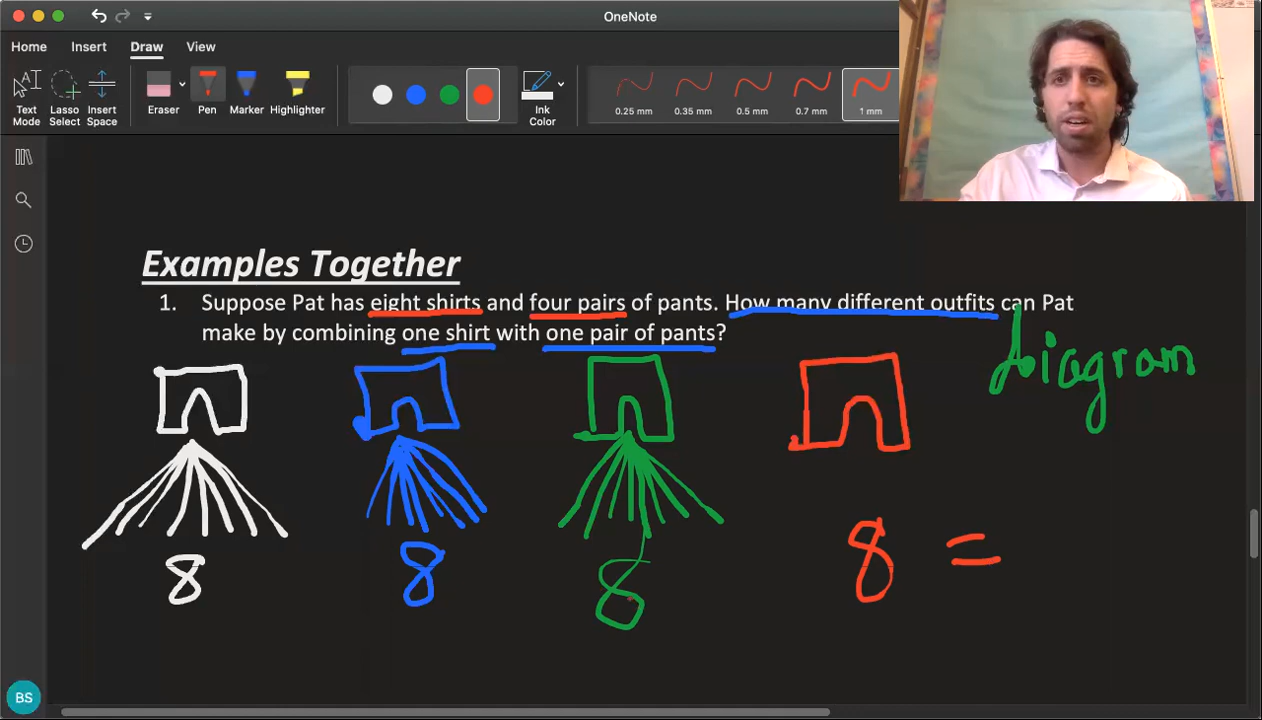 OneNote
Home Insert Draw View
Text Mode
Lasso Select
Insert Space
Eraser
Pen
Marker
Highlighter
Ink Color
0.25 mm
0.35 mm
0.5 mm
0.7 mm
1 mm
Examples Together
1. Suppose Pat has eight shirts and four pairs of pants. How many different outfits can Pat
make by combining one shirt with one pair of pants?
Diagram
8 8 8 8 =
BS